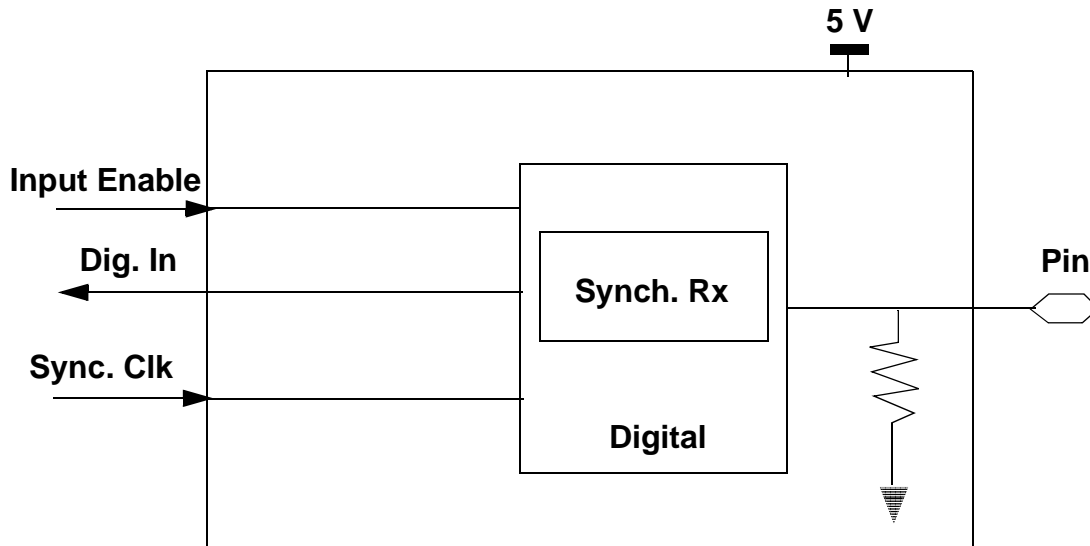 5 V
Input Enable
Dig. In
Pin
Synch. Rx
Sync. Clk
Digital